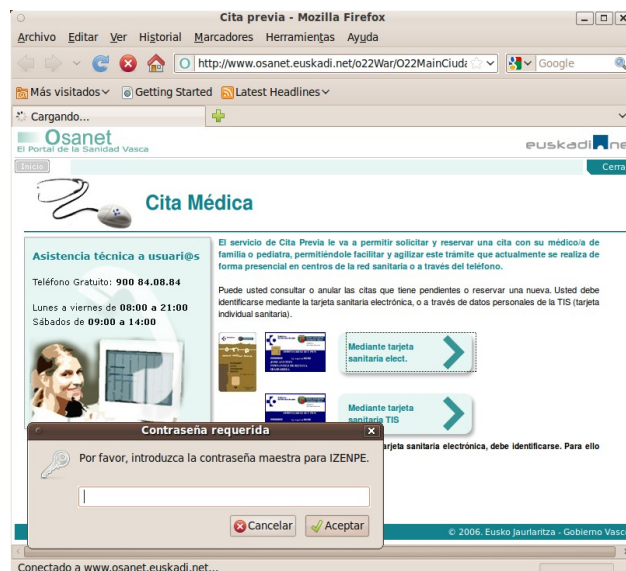 Cita previa - Mozilla Firefox
Archivo Editar Ver Historial Marcadores Herramientas Ayuda
http://www.osanet.euskadi.net/o22War/O22MainCiuda
Google
Más visitados Getting Started Latest Headlines
Cargando...
Osanet
El Portal de la Sanidad Vasca
euskadi ne
Inicio
Cerra
Cita Médica
Asistencia técnica a usuari@s
Teléfono Gratuito: 900 84.08.84
Lunes a viernes de 08:00 a 21:00
Sábados de 09:00 a 14:00
El servicio de Cita Previa le va a permitir solicitar y reservar una cita con su médico/a de
familia o pediatra, permitiéndole facilitar y agilizar este trámite que actualmente se realiza de
forma presencial en centros de la red sanitaria o a través del teléfono.
Puede usted consultar o anular las citas que tiene pendientes o reservar una nueva. Usted debe
identificarse mediante la tarjeta sanitaria electrónica, o a través de datos personales de la TIS (tarjeta
individual sanitaria).
Mediante tarjeta
sanitaria elect.
Mediante tarjeta
sanitaria TIS
arjeta sanitaria electrónica, debe identificarse. Para ello
Contraseña requerida
Por favor, introduzca la contraseña maestra para IZENPE.
Cancelar Aceptar
© 2006. Eusko Jaurlaritza - Gobierno Vasc
Conectado a www.osanet.euskadi.net...